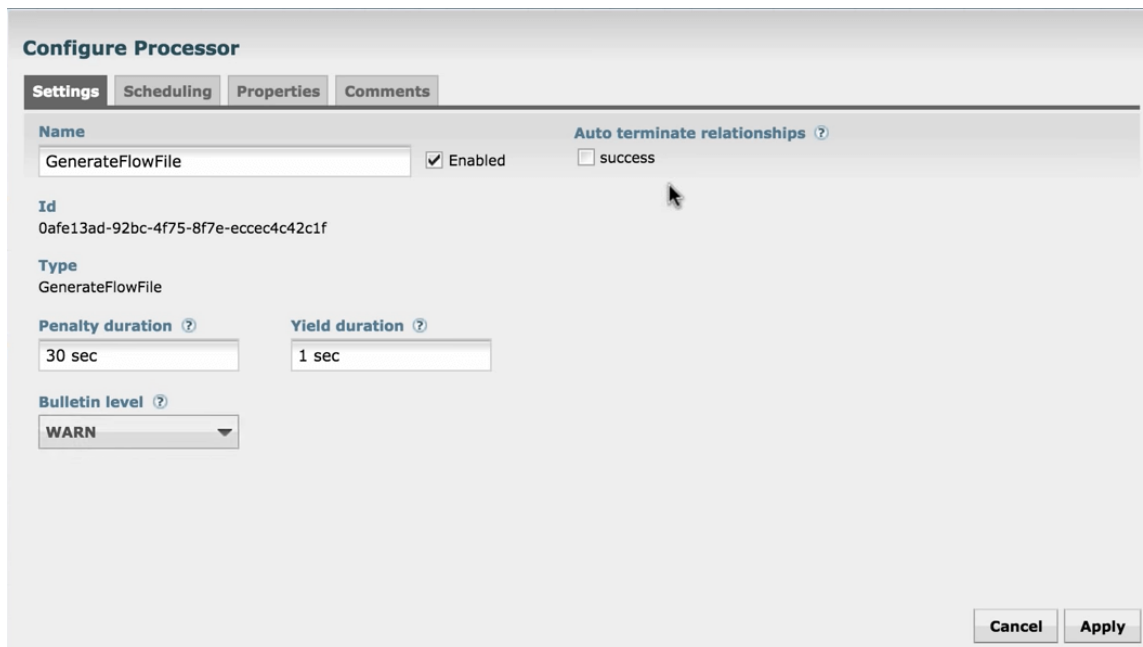 Configure Processor
Settings Scheduling Properties Comments
Name
Auto terminate relationships ?
GenerateFlowFile
Enabled
success
Id
0afe13ad-92bc-4f75-8f7e-eccec4c42c1f
Type
GenerateFlowFile
Penalty duration ?
Yield duration ?
30 sec
1 sec
Bulletin level ?
WARN
Cancel
Apply